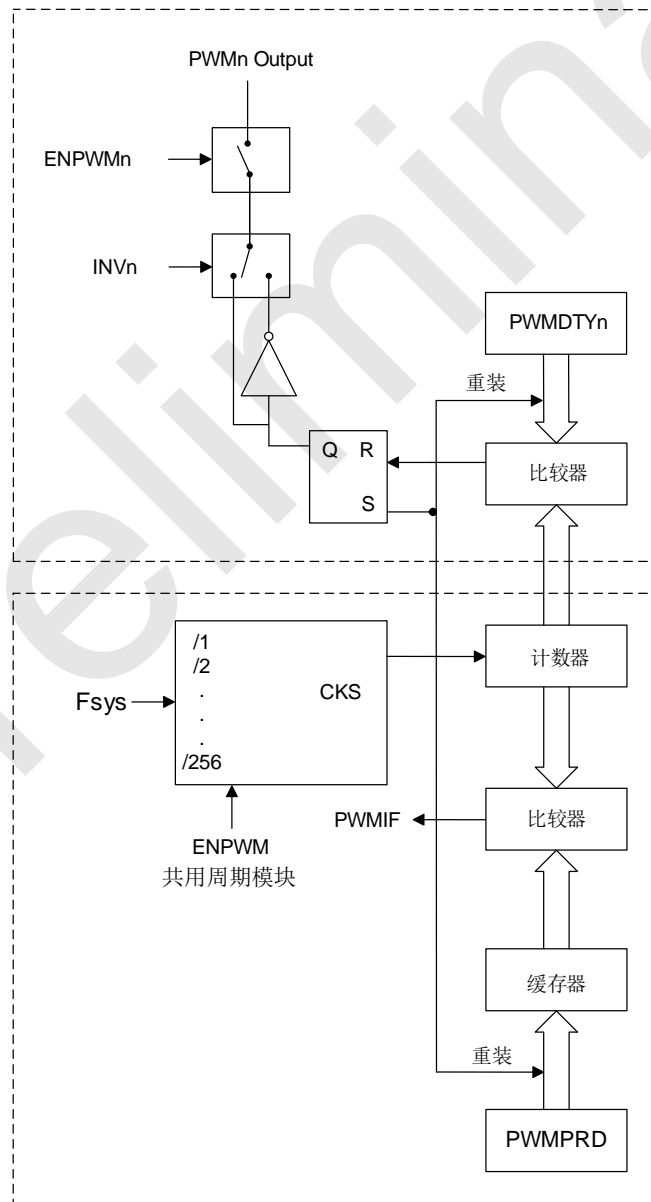 PWMn Output
ENPWMn
INVn
PWMDTYn
重装
Q R
S
比较器
/1
/2
.
.
.
/256
CKS
Fsys
计数器
ENPWM
共用周期模块
PWMIF
比较器
缓存器
重装
PWMPRD